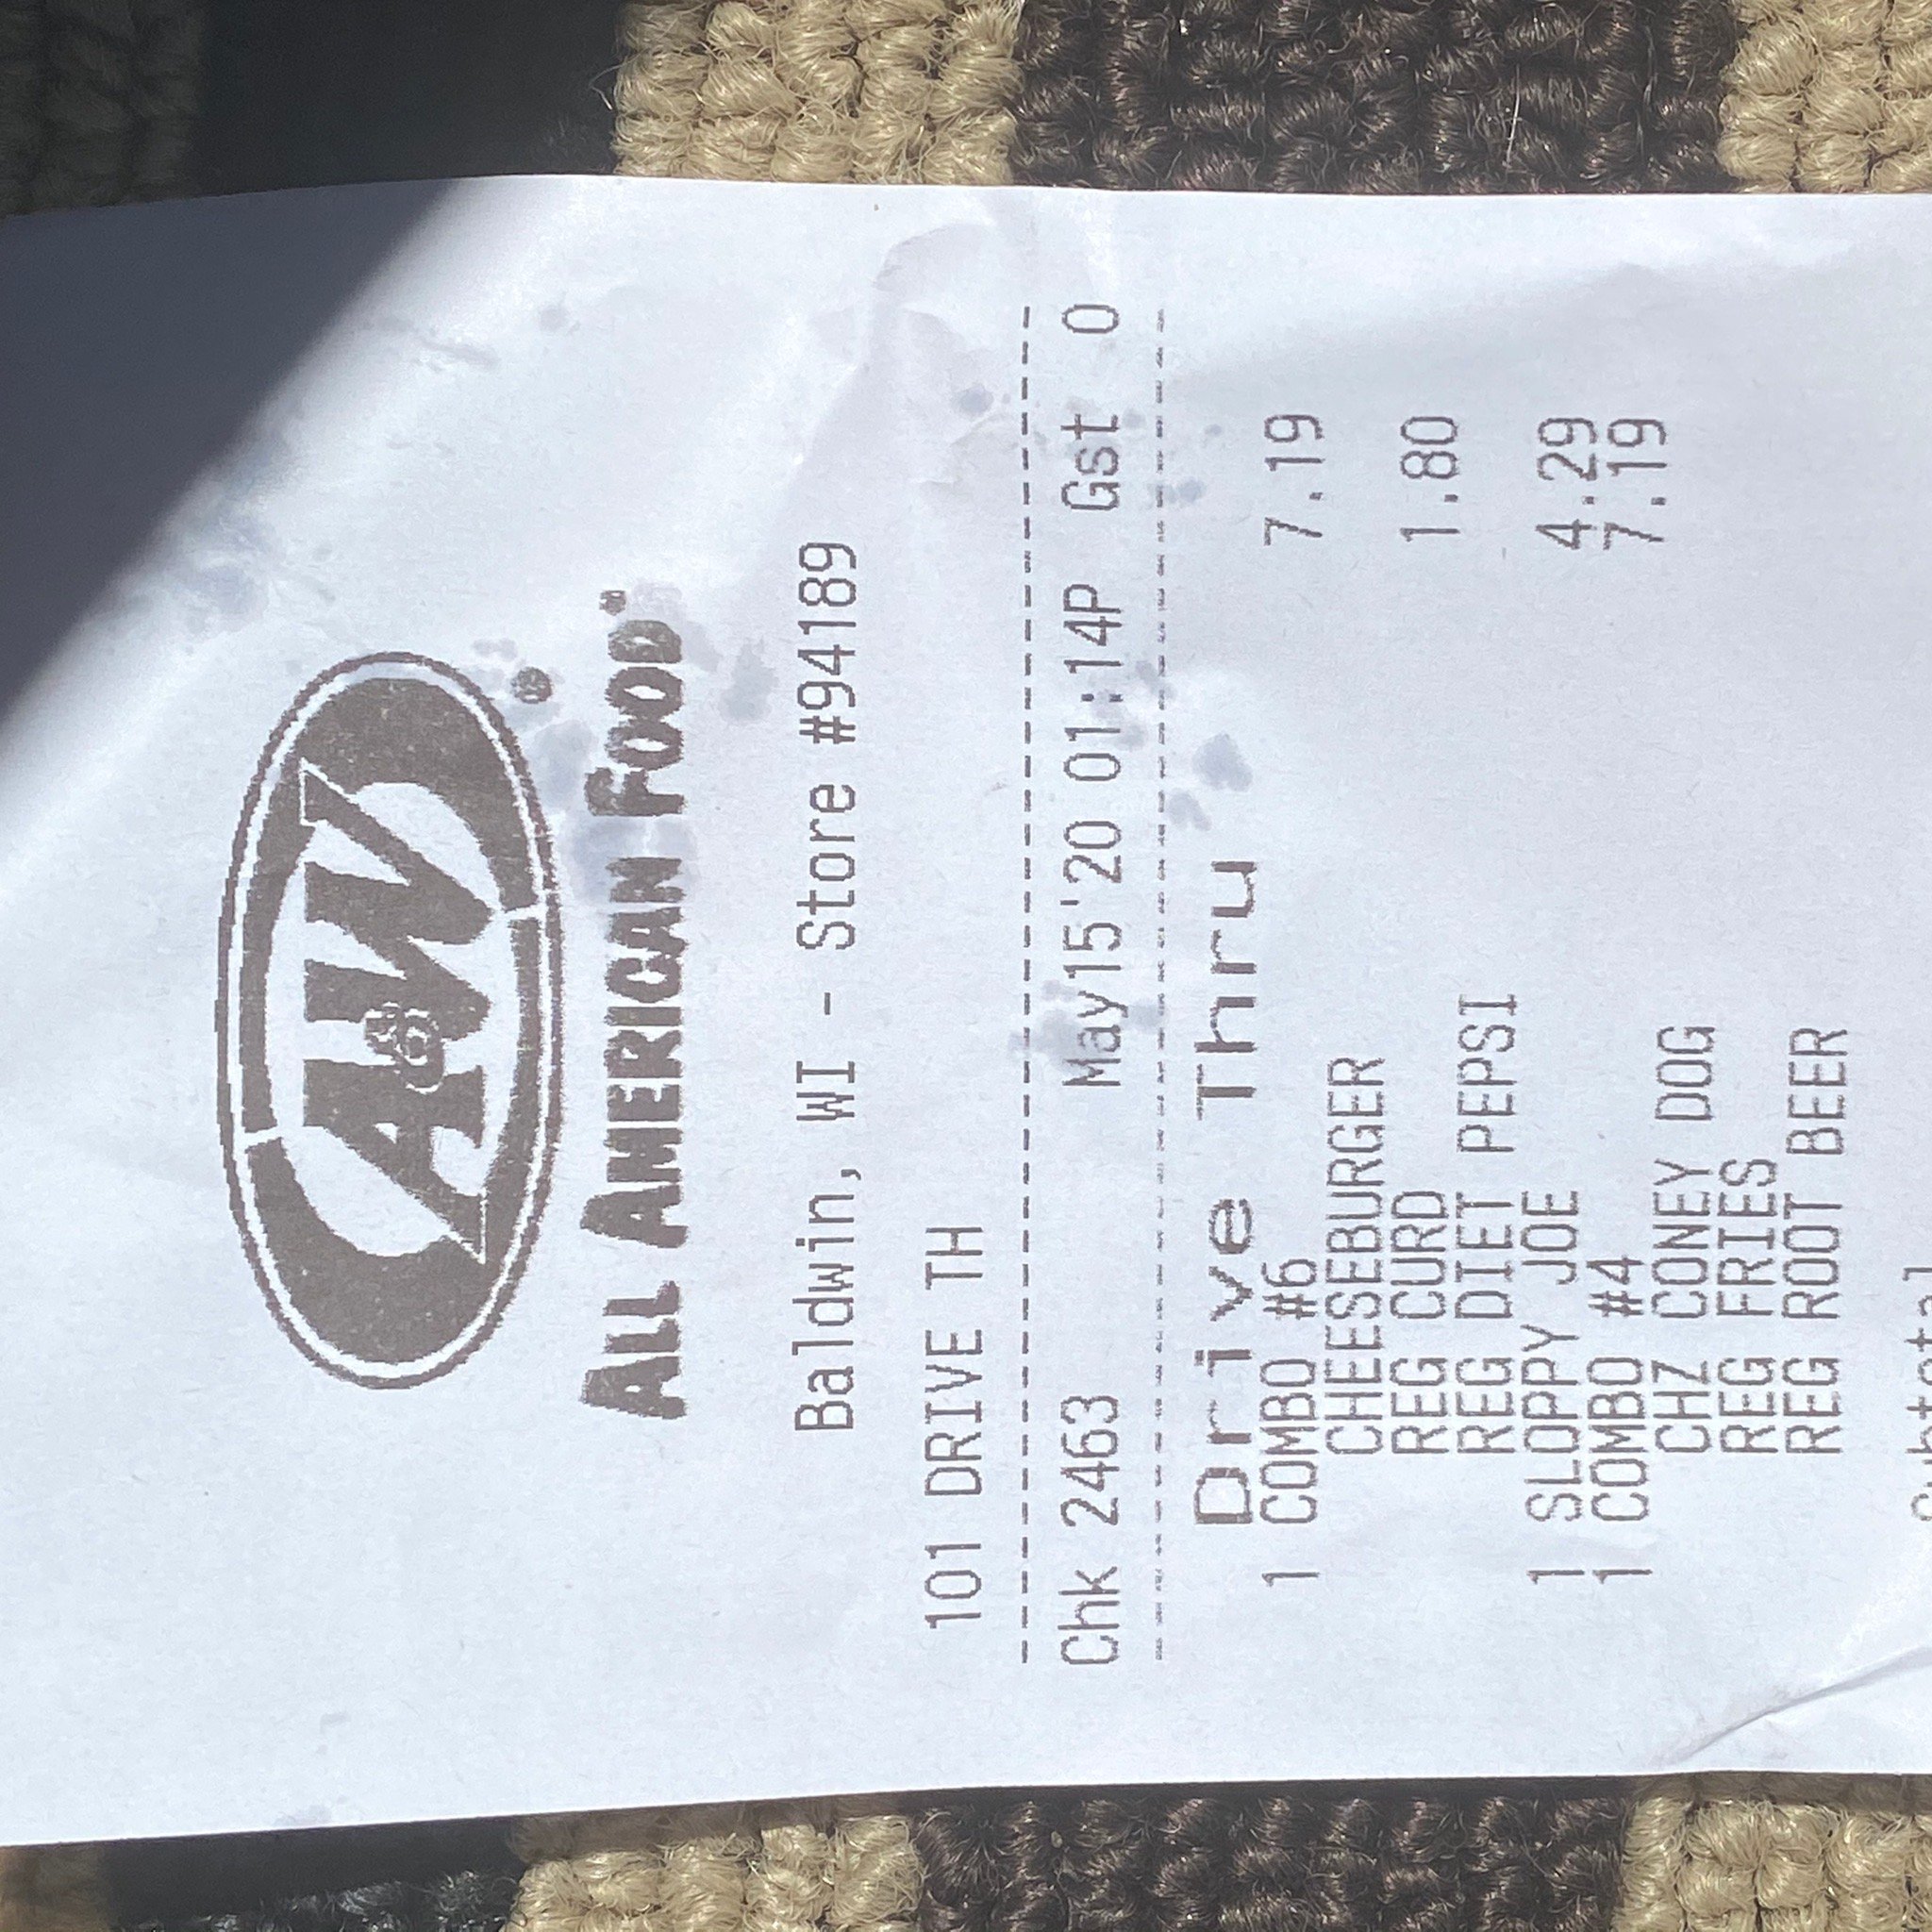 A&W®
ALL AMERICAN FOOD®
Baldwin, WI - Store #94189
101 DRIVE TH
Chk 2463 May15'20 01:14P Gst 0
Drive Thru
1 COMBO #6 7.19
CHEESEBURGER
REG CURD 1.80
REG DIET PEPSI
1 SLOPPY JOE 4.29
1 COMBO #4 7.19
CHZ CONEY DOG
REG FRIES
REG ROOT BEER